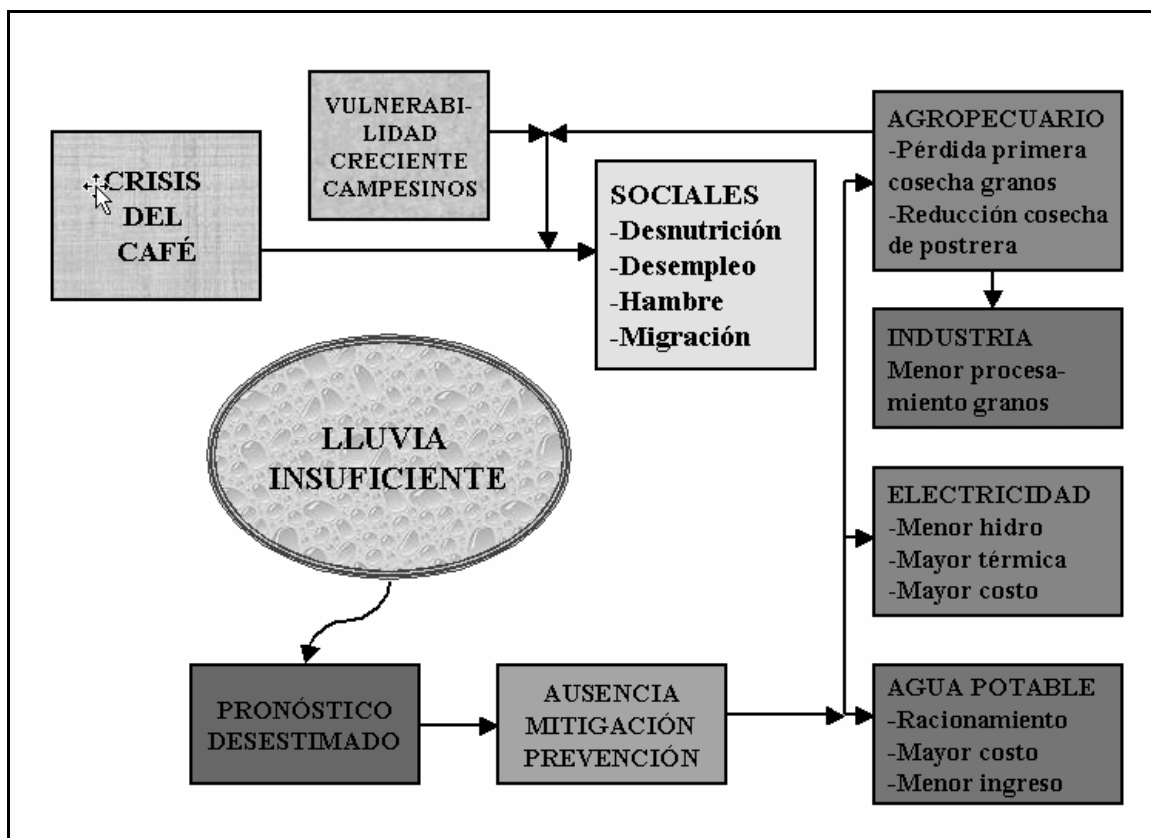 VULNERABI-
LIDAD
CRECIENTE
CAMPESINOS
CRISIS
DEL
CAFÉ
SOCIALES
-Desnutrición
-Desempleo
-Hambre
-Migración
AGROPECUARIO
-Pérdida primera
cosecha granos
-Reducción cosecha
de postrera
INDUSTRIA
Menor procesa-
miento granos
LLUVIA
INSUFICIENTE
ELECTRICIDAD
-Menor hidro
-Mayor térmica
-Mayor costo
PRONÓSTICO
DESESTIMADO
AUSENCIA
MITIGACIÓN
PREVENCIÓN
AGUA POTABLE
-Racionamiento
-Mayor costo
-Menor ingreso